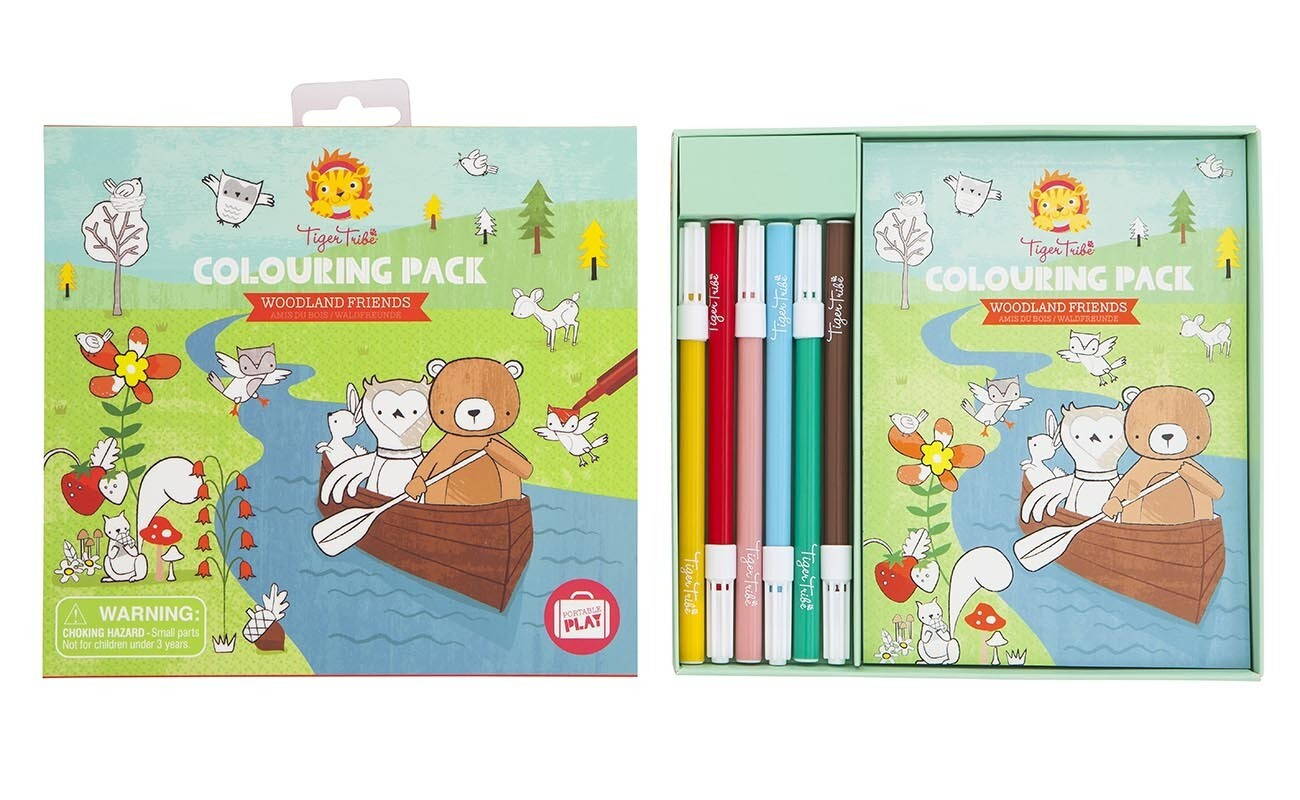 Tiger Tribe
COLOURING PACK
WOODLAND FRIENDS
AMIS DU BOIS / WALDFREUNDE
WARNING:
CHOKING HAZARD - Small parts
Not for children under 3 years.
PORTABLE
PLAY
Tiger Tribe
Tiger Tribe
Tiger Tribe
Tiger Tribe
Tiger Tribe
Tiger Tribe
Tiger Tribe
COLOURING PACK
WOODLAND FRIENDS
AMIS DU BOIS / WALDFREUNDE